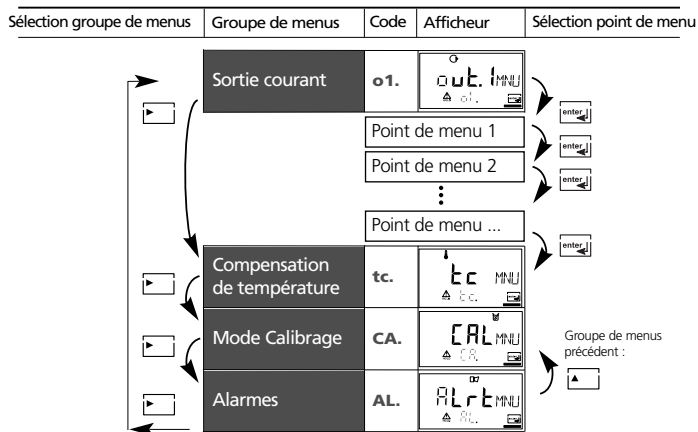 Sélection groupe de menus Groupe de menus Code Afficheur Sélection point de menu
Sortie courant o1. out.1 MNU
o1.
enter
Point de menu 1
enter
Point de menu 2
enter
Point de menu ...
enter
Compensation
de température tc. tc MNU
tc.
Mode Calibrage CA. CAL MNU
CA.
Groupe de menus
précédent :
Alarmes AL. ALrt MNU
AL.